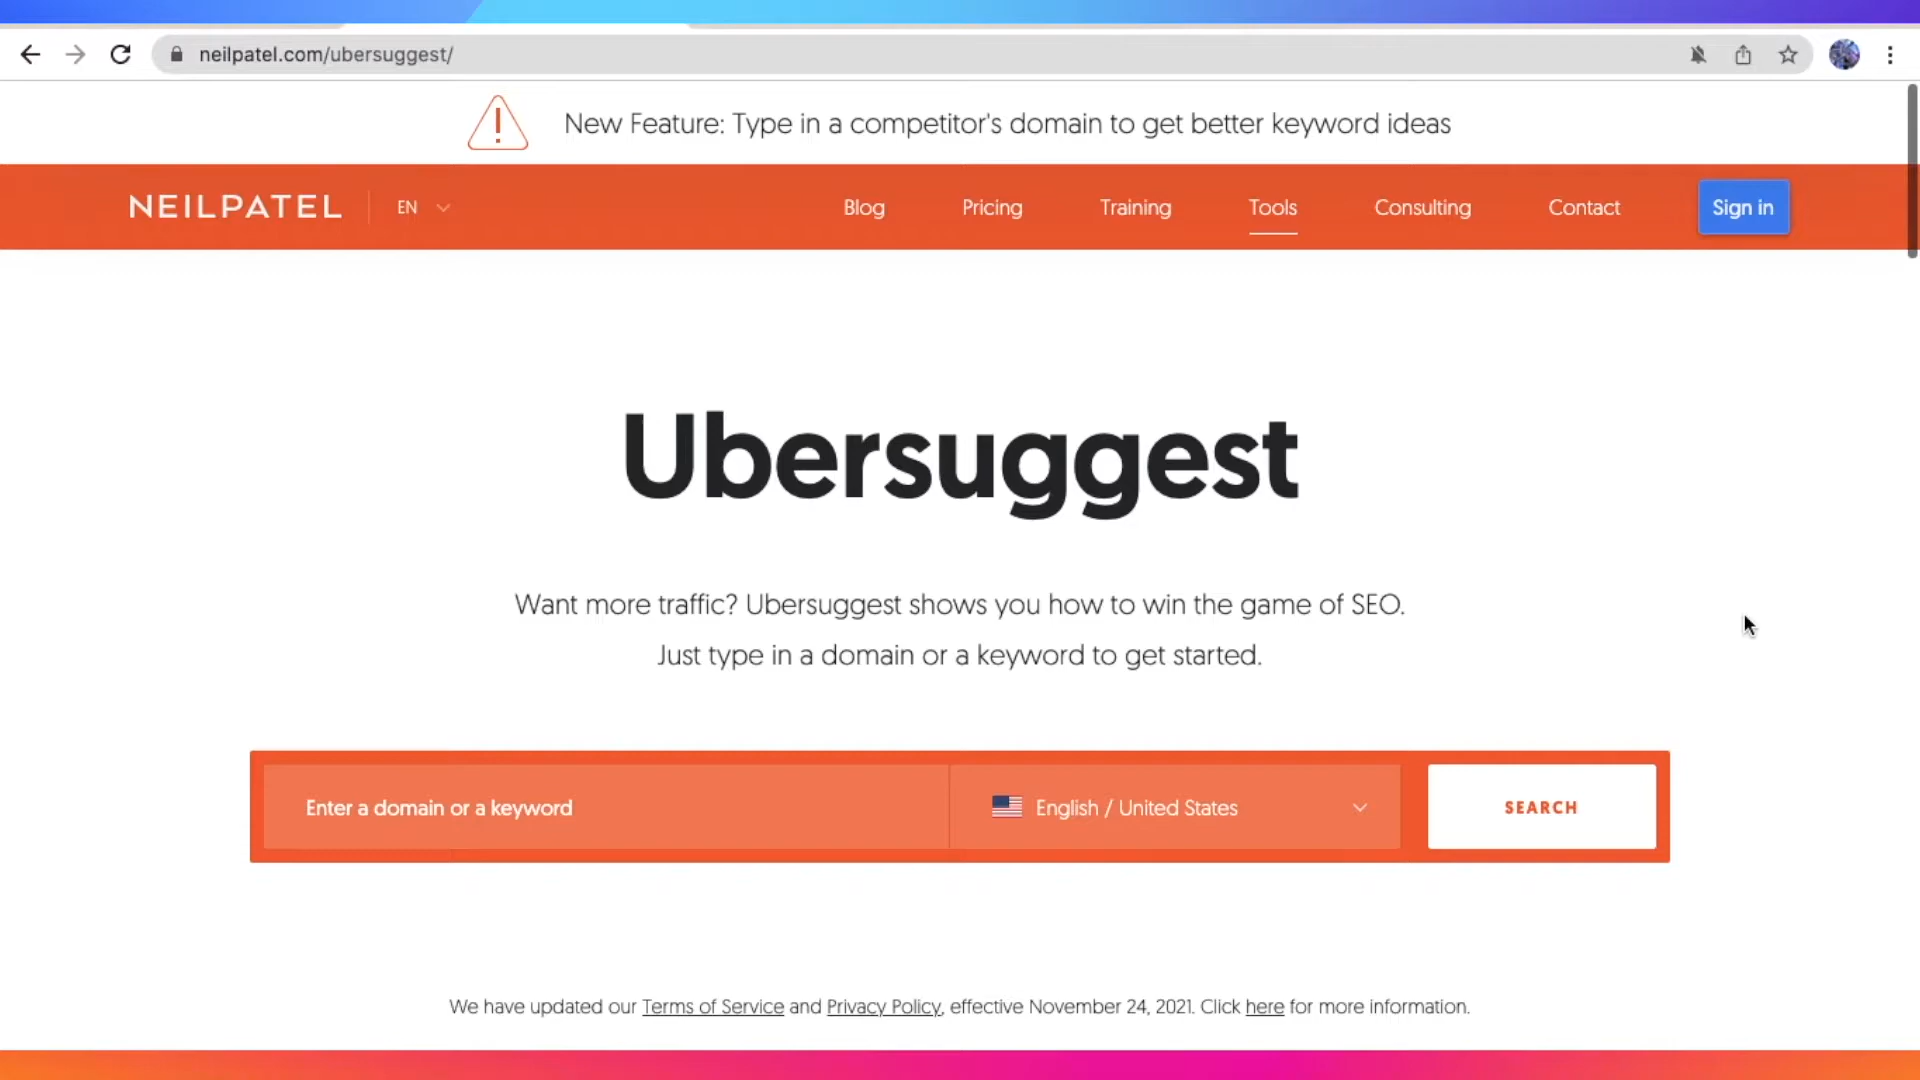 neilpatel.com/ubersuggest/
New Feature: Type in a competitor's domain to get better keyword ideas
NEILPATEL EN Blog Pricing Training Tools Consulting Contact Sign in
Ubersuggest
Want more traffic? Ubersuggest shows you how to win the game of SEO.
Just type in a domain or a keyword to get started.
Enter a domain or a keyword English / United States SEARCH
We have updated our Terms of Service and Privacy Policy, effective November 24, 2021. Click here for more information.